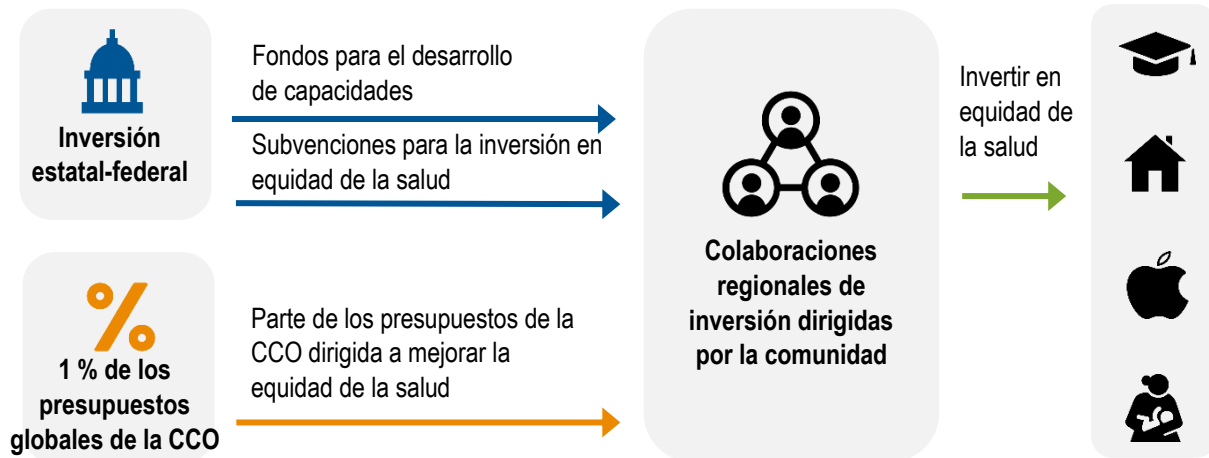 Inversión
estatal-federal
Fondos para el desarrollo
de capacidades
Subvenciones para la inversión en
equidad de la salud
%
1 % de los
presupuestos
globales de la CCO
Parte de los presupuestos de la
CCO dirigida a mejorar la
equidad de la salud
Colaboraciones
regionales de
inversión dirigidas
por la comunidad
Invertir en
equidad de
la salud